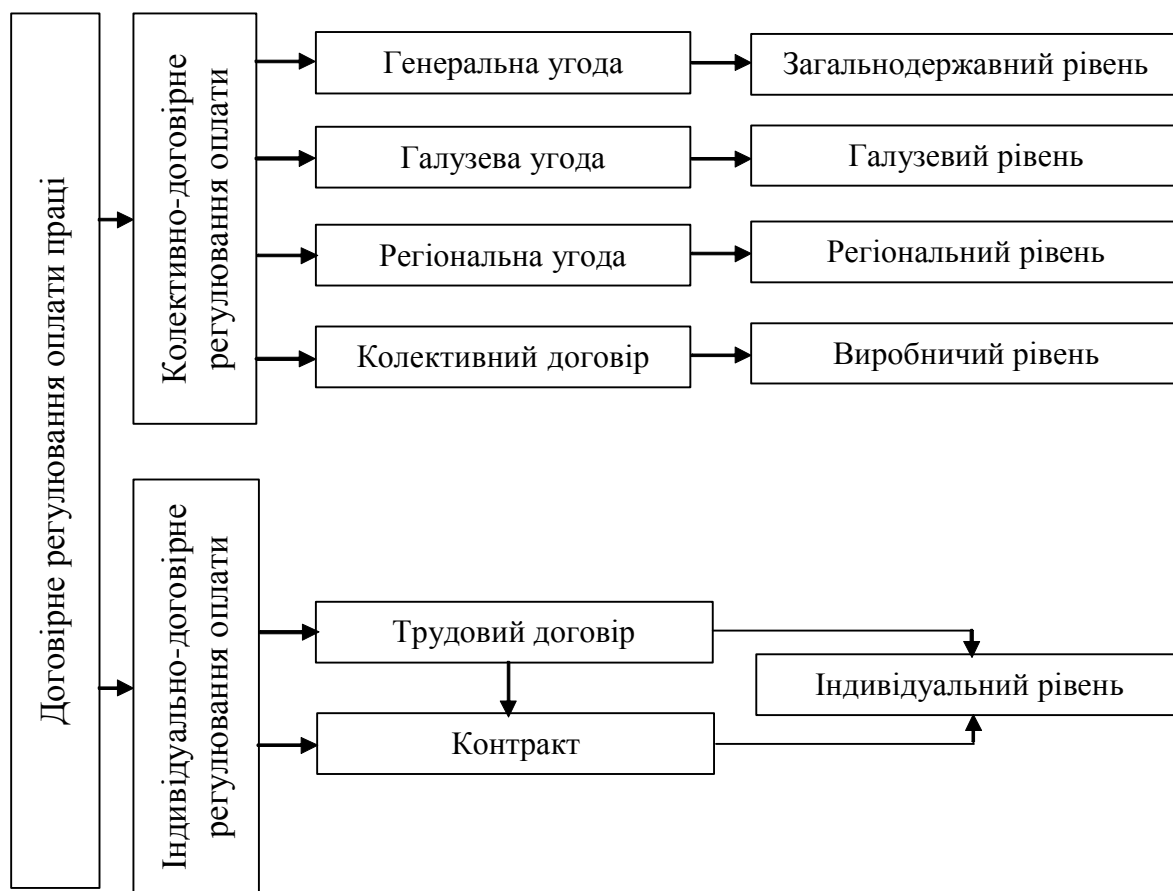 Договірне регулювання оплати праці
Колективно-договірне
регулювання оплати
Генеральна угода
Загальнодержавний рівень
Галузева угода
Галузевий рівень
Регіональна угода
Регіональний рівень
Колективний договір
Виробничий рівень
Індивідуально-договірне
регулювання оплати
Трудовий договір
Індивідуальний рівень
Контракт